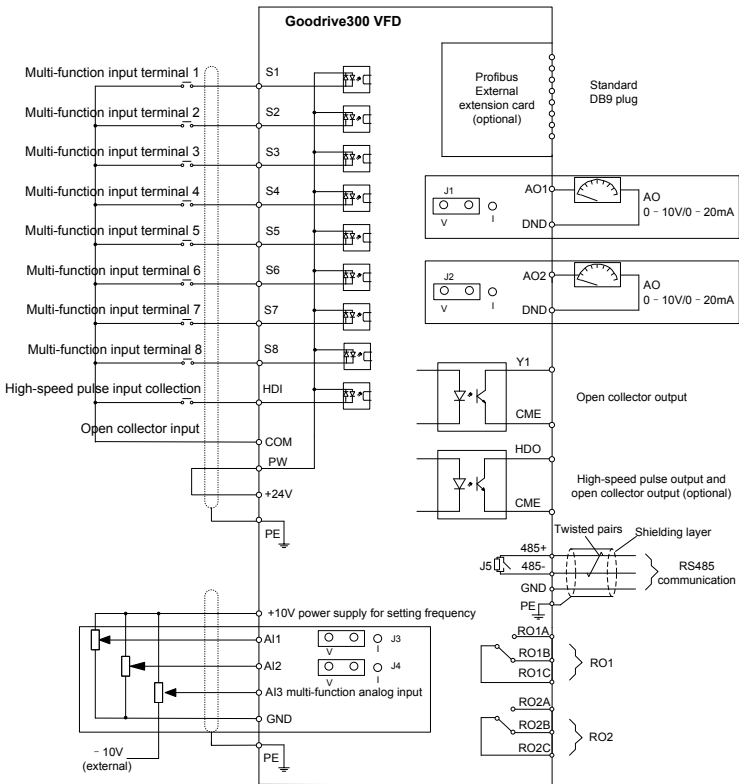 Goodrive300 VFD
Multi-function input terminal 1
S1
Multi-function input terminal 2
S2
Multi-function input terminal 3
S3
Multi-function input terminal 4
S4
Multi-function input terminal 5
S5
Multi-function input terminal 6
S6
Multi-function input terminal 7
S7
Multi-function input terminal 8
S8
High-speed pulse input collection
HDI
Open collector input
COM
PW
+24V
PE
+10V power supply for setting frequency
AI1
J3
V
I
AI2
J4
V
I
AI3 multi-function analog input
GND
-10V
(external)
PE
Profibus
External
extension card
(optional)
Standard
DB9 plug
J1
V
I
AO1
DND
AO
0-10V/0-20mA
J2
V
I
AO2
DND
AO
0-10V/0-20mA
Y1
CME
Open collector output
HDO
CME
High-speed pulse output and
open collector output (optional)
Twisted pairs
Shielding layer
485+
J5
485-
GND
PE
RS485
communication
RO1A
RO1B
RO1C
RO1
RO2A
RO2B
RO2C
RO2